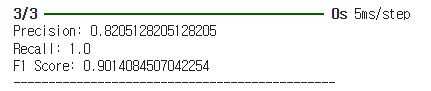 3/3 ━━━━━━━━━━━━━━━━━━━━ 0s 5ms/step
Precision: 0.8205128205128205
Recall: 1.0
F1 Score: 0.9014084507042254
----------------------------------------------